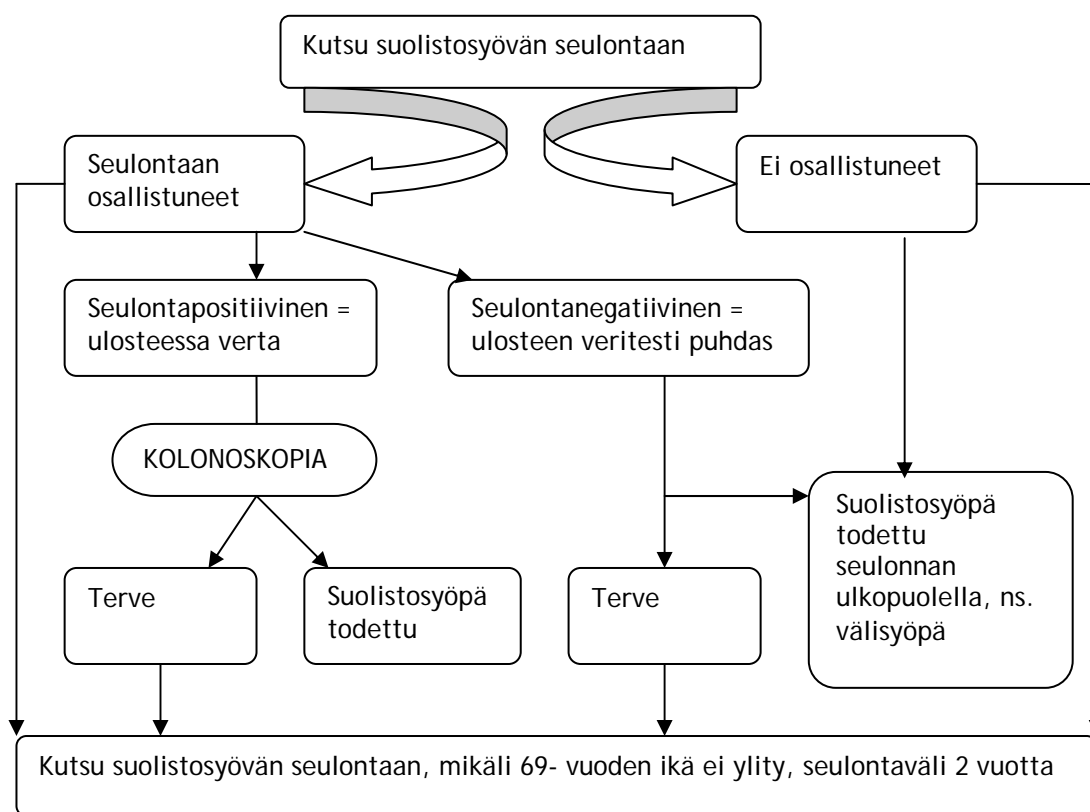 Kutsu suolistosyövän seulontaan
Seulontaan
osallistuneet
Ei osallistuneet
Seulontapositiivinen =
ulosteessa verta
Seulontanegatiivinen =
ulosteen veritesti puhdas
KOLONOSKOPIA
Terve
Suolistosyöpä
todettu
Terve
Suolistosyöpä
todettu
seulonnan
ulkopuolella, ns.
välisyöpä
Kutsu suolistosyövän seulontaan, mikäli 69- vuoden ikä ei ylity, seulontaväli 2 vuotta